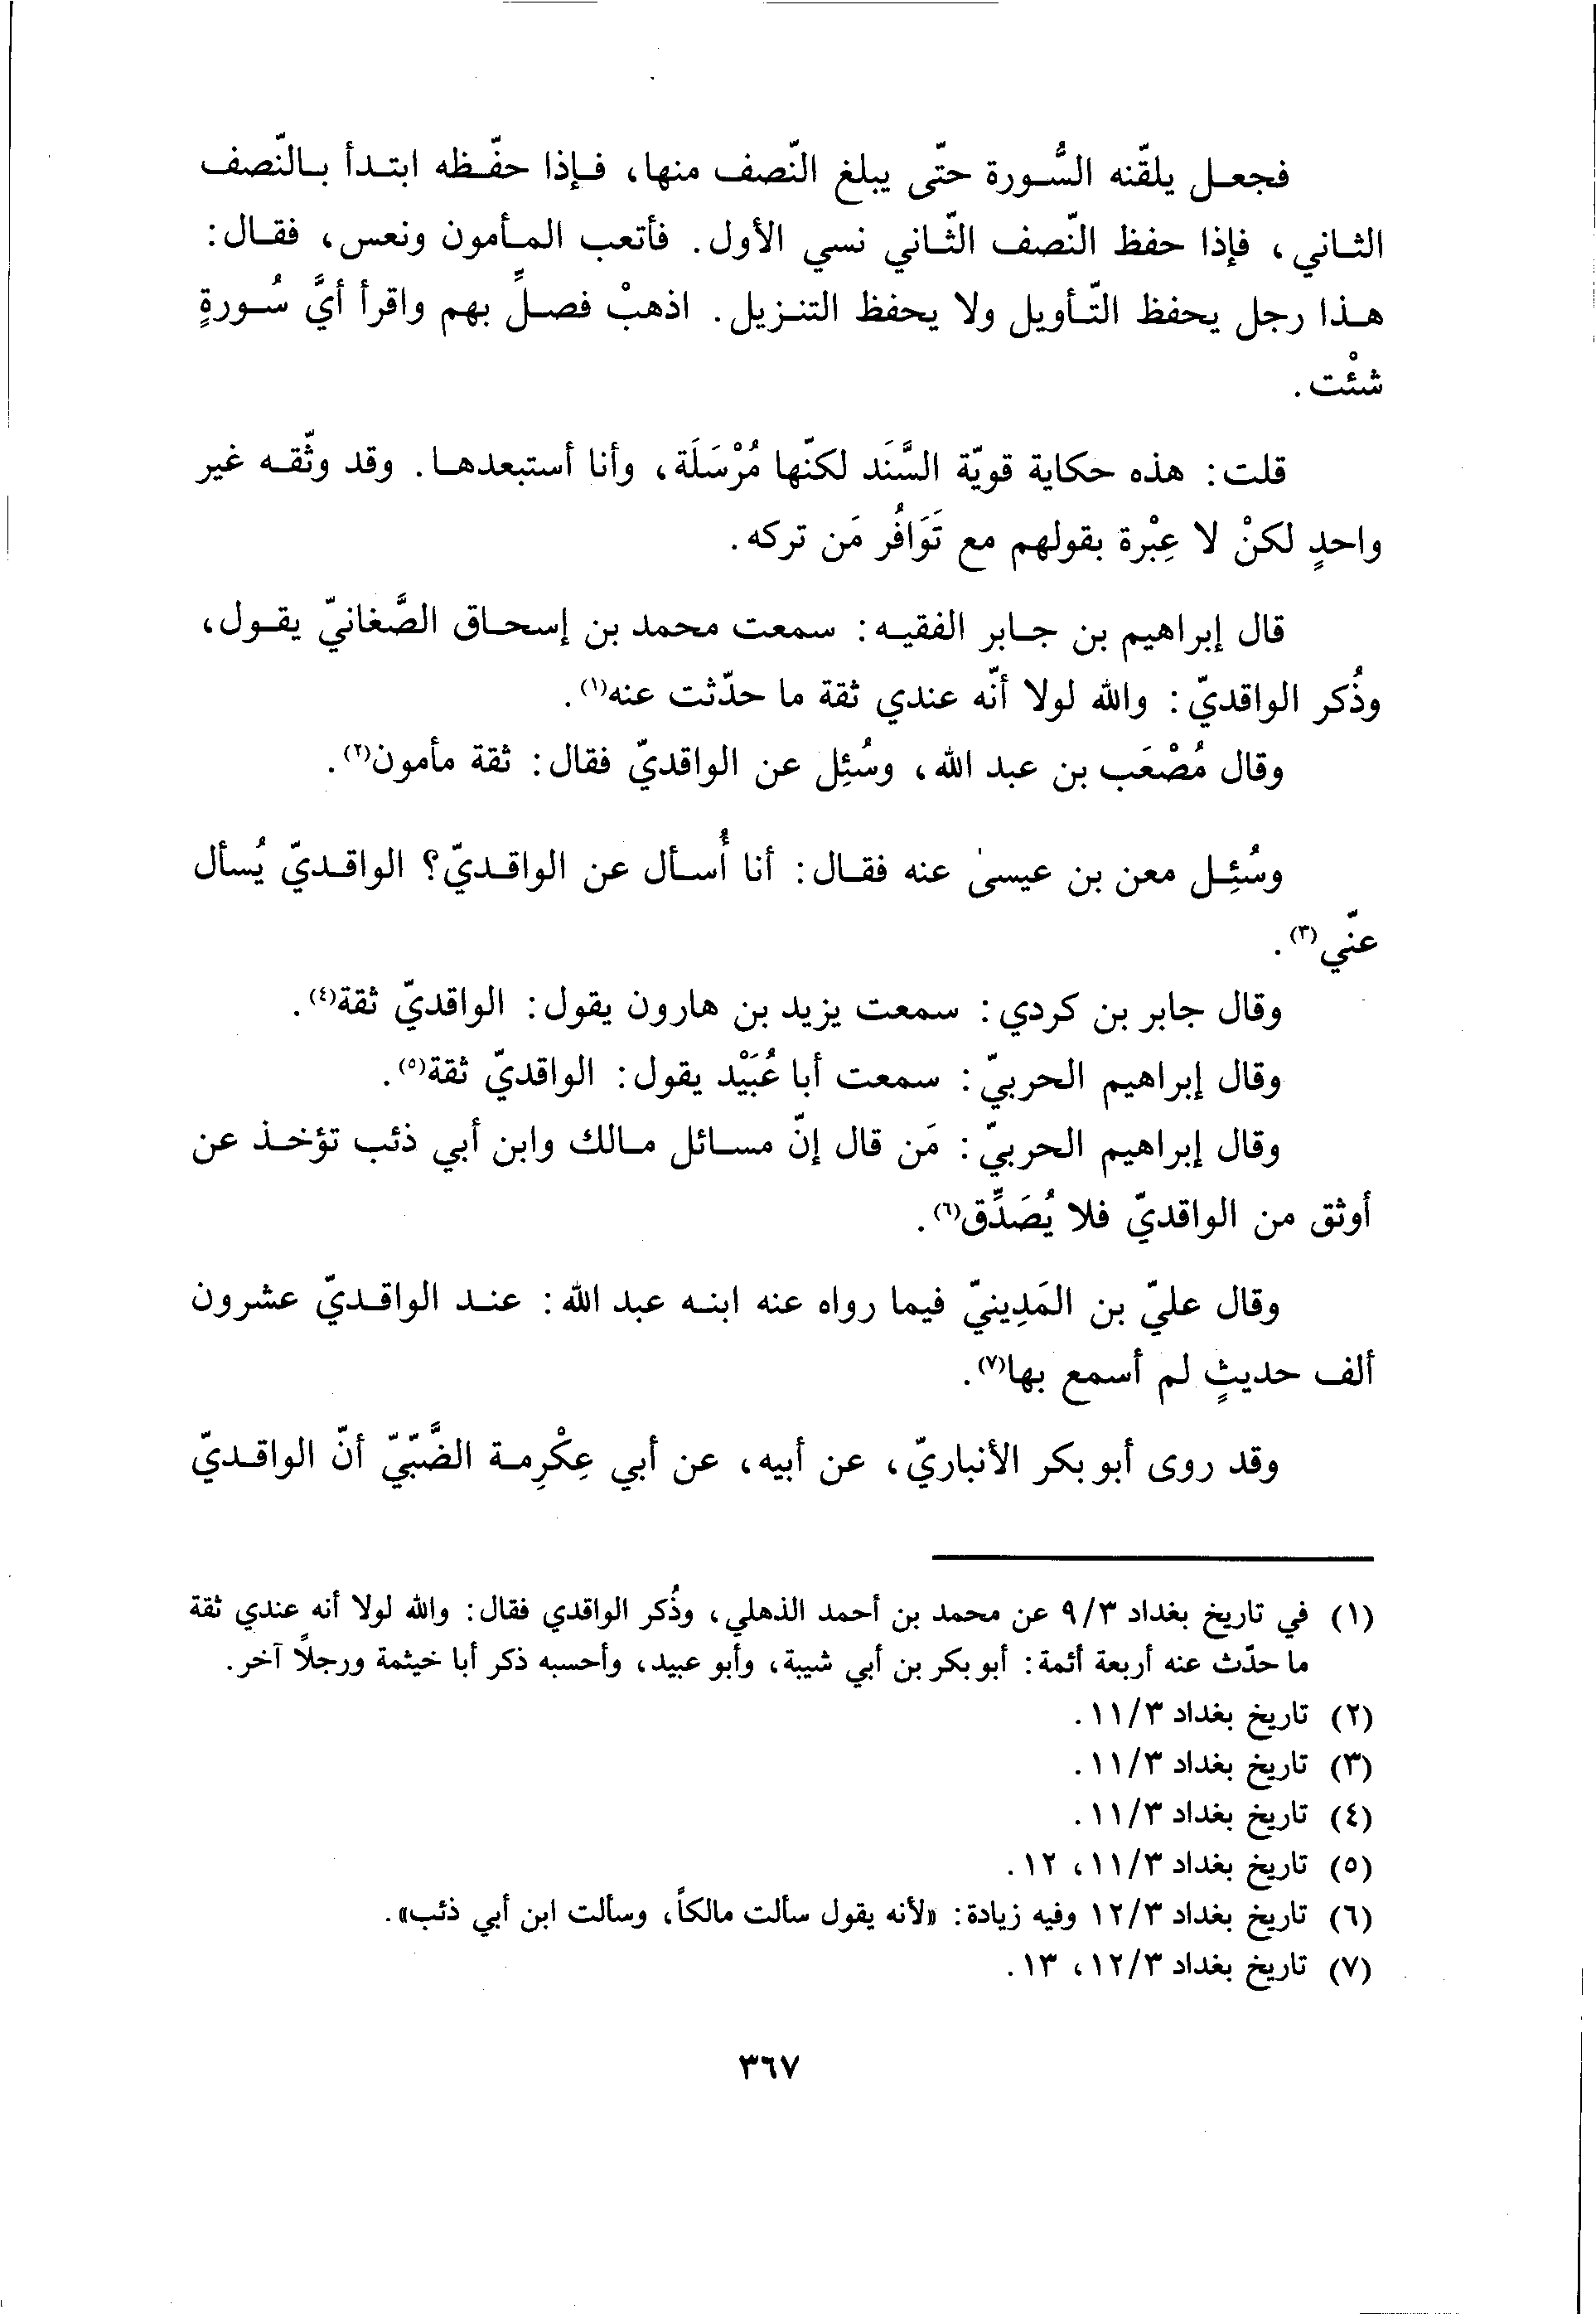 فجعل يلقّنه السُّورة حتّى يبلغ النّصف منها، فإذا حفّظه ابتدأ بالنّصف
الثاني، فإذا حفظ النّصف الثّاني نسي الأول. فأتعب المأمون ونعس، فقال:
هذا رجل يحفظ التّأويل ولا يحفظ التنزيل. اذهبْ فصلِّ بهم واقرأ أيَّ سُورةٍ
شئْت.
قلت: هذه حكاية قويّة السَّنَد لكنّها مُرْسَلَة، وأنا أستبعدها. وقد وثّقه غير
واحدٍ لكنْ لا عِبْرة بقولهم مع تَوَافُر مَن تركه.
قال إبراهيم بن جابر الفقيه: سمعت محمد بن إسحاق الصَّغانيّ يقول،
وذُكر الواقديّ: والله لولا أنّه عندي ثقة ما حدّثت عنه(١).
وقال مُصْعَب بن عبد الله، وسُئِل عن الواقديّ فقال: ثقة مأمون(٢).
وسُئِل معن بن عيسىٰ عنه فقال: أنا أُسأل عن الواقديّ؟ الواقديّ يُسأل
عنّي(٣).
وقال جابر بن كردي: سمعت يزيد بن هارون يقول: الواقديّ ثقة(٤).
وقال إبراهيم الحربيّ: سمعت أبا عُبَيْد يقول: الواقديّ ثقة(٥).
وقال إبراهيم الحربيّ: مَن قال إنّ مسائل مالك وابن أبي ذئب تؤخذ عن
أوثق من الواقديّ فلا يُصَدِّق(٦).
وقال عليّ بن المَدِينيّ فيما رواه عنه ابنه عبد الله: عند الواقديّ عشرون
ألف حديثٍ لم أسمع بها(٧).
وقد روى أبو بكر الأنباريّ، عن أبيه، عن أبي عِكْرِمة الضَّبّيّ أنّ الواقديّ
(١) في تاريخ بغداد ٩/٣ عن محمد بن أحمد الذهلي، وذُكر الواقدي فقال: والله لولا أنه عندي ثقة
ما حدّث عنه أربعة أئمة: أبو بكر بن أبي شيبة، وأبو عبيد، وأحسبه ذكر أبا خيثمة ورجلاً آخر.
(٢) تاريخ بغداد ١١/٣.
(٣) تاريخ بغداد ١١/٣.
(٤) تاريخ بغداد ١١/٣.
(٥) تاريخ بغداد ١١/٣، ١٢.
(٦) تاريخ بغداد ١٢/٣ وفيه زيادة: «لأنه يقول سألت مالكاً، وسألت ابن أبي ذئب».
(٧) تاريخ بغداد ١٢/٣، ١٣.
٣٦٧